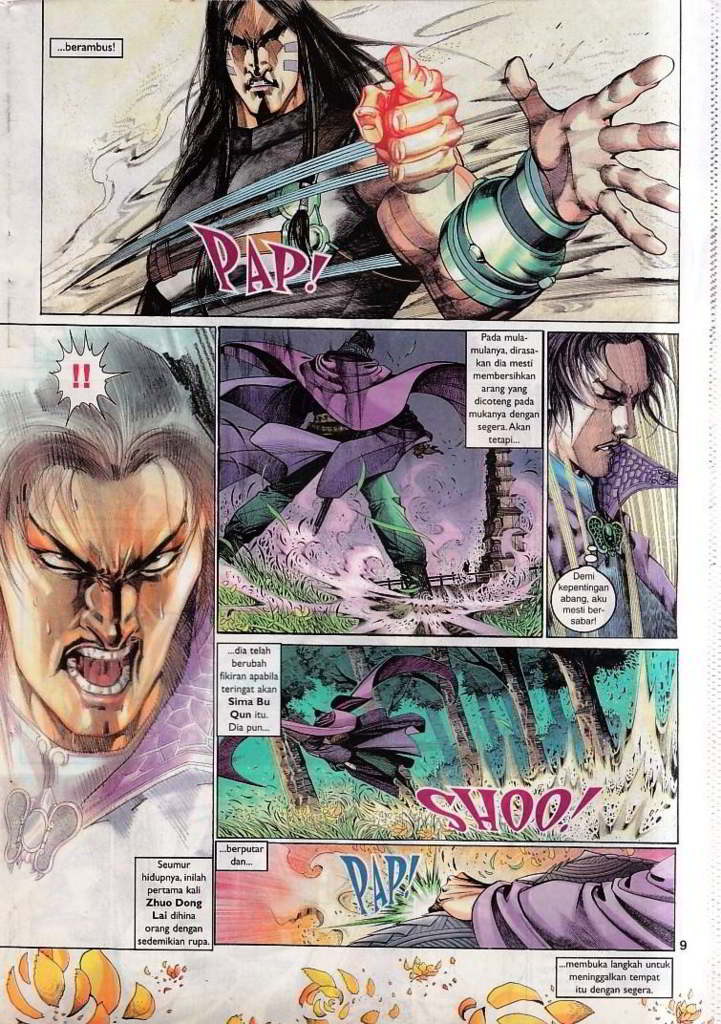 ...berambus!
PAP!
!!
Pada mula-
mulanya, dirasa-
kan dia mesti
membersihkan
arang yang
dicoteng pada
mukanya dengan
segera. Akan
tetapi...
Demi
kepentingan
abang, aku
mesti ber-
sabar!
...dia telah
berubah
fikiran apabila
teringat akan
Sima Bu
Qun itu.
Dia pun...
SHOO!
...berputar
dan...
PAP!
Seumur
hidupnya, inilah
pertama kali
Zhuo Dong
Lai dihina
orang dengan
sedemikian rupa.
9
...membuka langkah untuk
meninggalkan tempat
itu dengan segera.